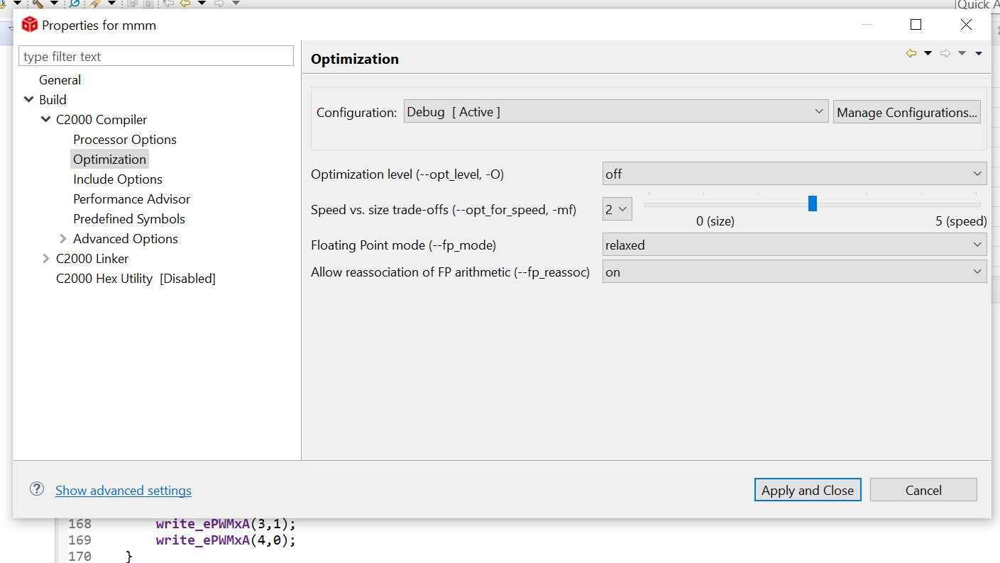 Quick A
Properties for mmm
type filter text
General
Build
C2000 Compiler
Processor Options
Optimization
Include Options
Performance Advisor
Predefined Symbols
Advanced Options
C2000 Linker
C2000 Hex Utility [Disabled]
Optimization
Configuration: Debug [ Active ] Manage Configurations...
Optimization level (--opt_level, -O) off
Speed vs. size trade-offs (--opt_for_speed, -mf) 2
0 (size) 5 (speed)
Floating Point mode (--fp_mode) relaxed
Allow reassociation of FP arithmetic (--fp_reassoc) on
? Show advanced settings Apply and Close Cancel
168 write_ePWMxA(3,1);
169 write_ePWMxA(4,0);
170 }